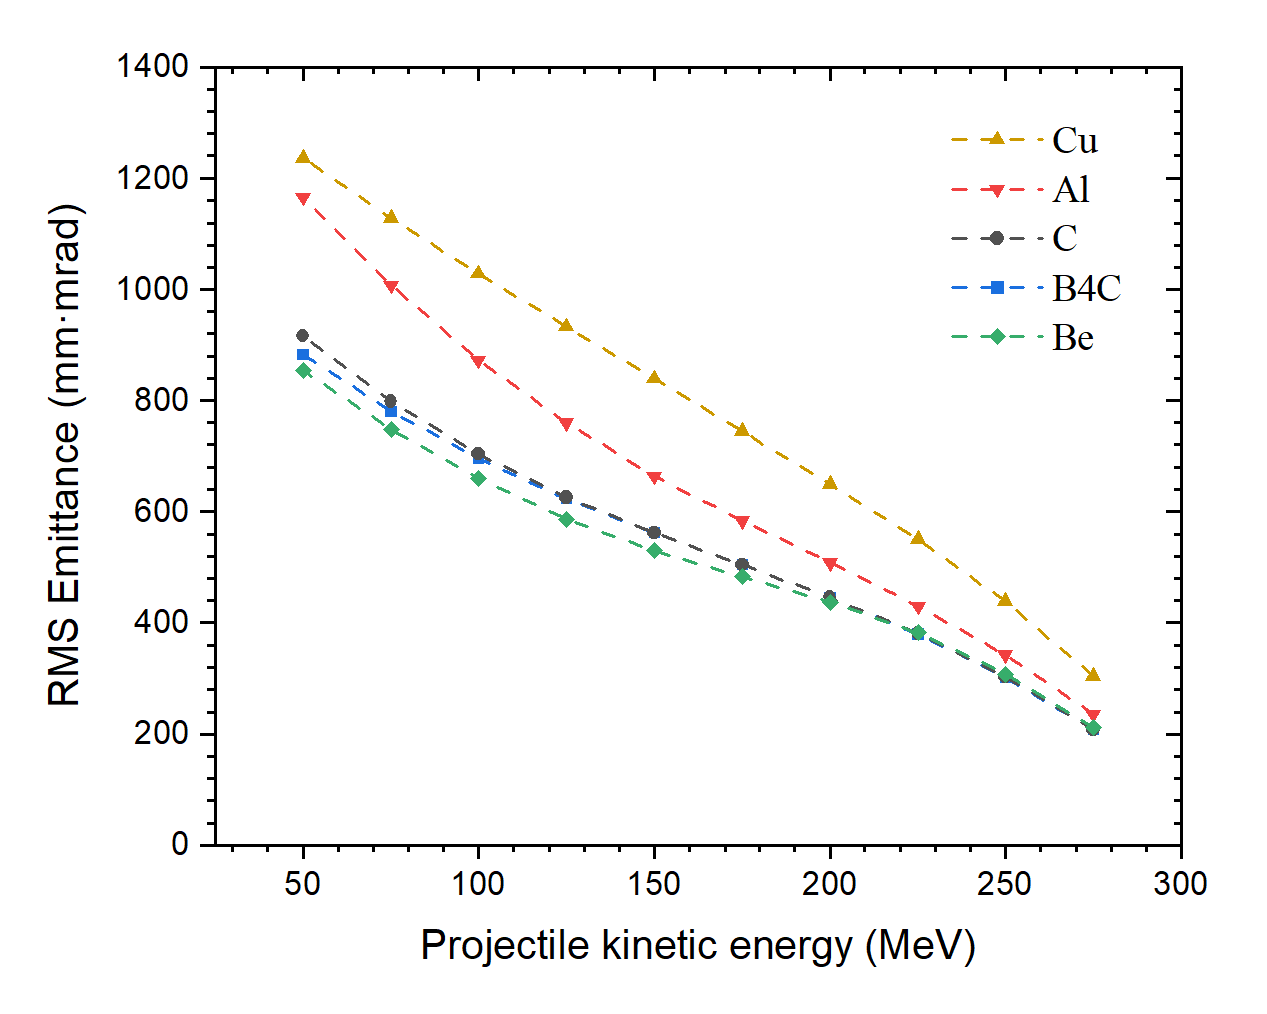 1400
1200
1000
800
600
400
200
0
RMS Emittance (mm·mrad)
Cu
Al
C
B4C
Be
50 100 150 200 250 300
Projectile kinetic energy (MeV)